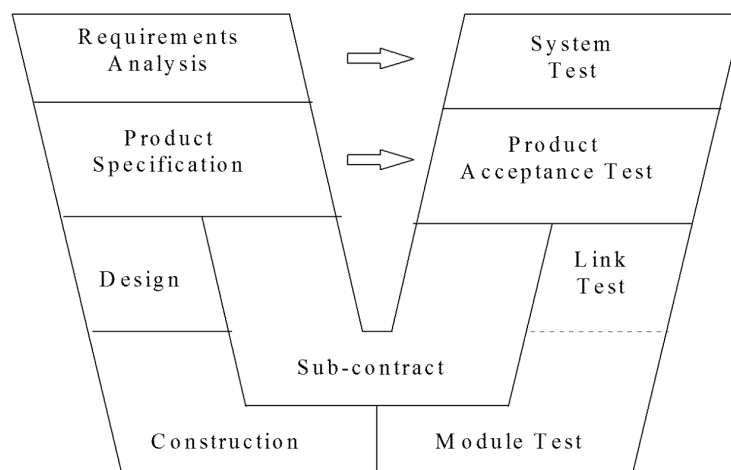 Requirements
Analysis
System
Test
Product
Specification
Product
Acceptance Test
Design
Link
Test
Sub-contract
Construction
Module Test